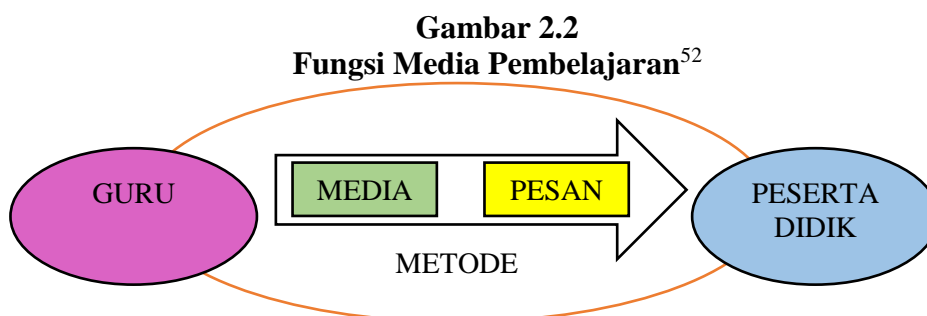 Gambar 2.2
Fungsi Media Pembelajaran52
GURU
MEDIA
PESAN
PESERTA
DIDIK
METODE